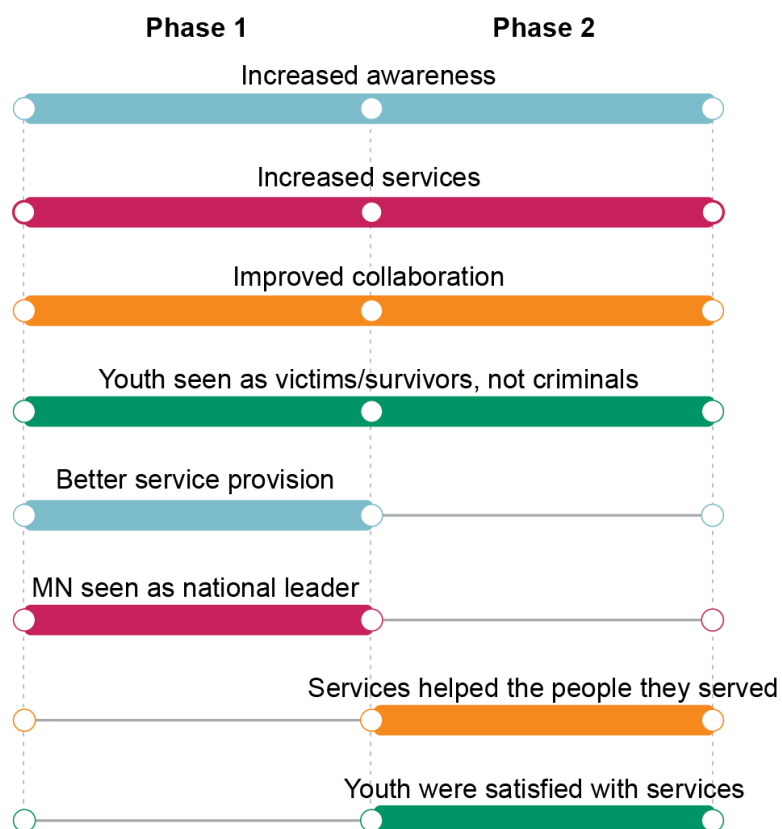 Phase 1 Phase 2
Increased awareness
Increased services
Improved collaboration
Youth seen as victims/survivors, not criminals
Better service provision
MN seen as national leader
Services helped the people they served
Youth were satisfied with services